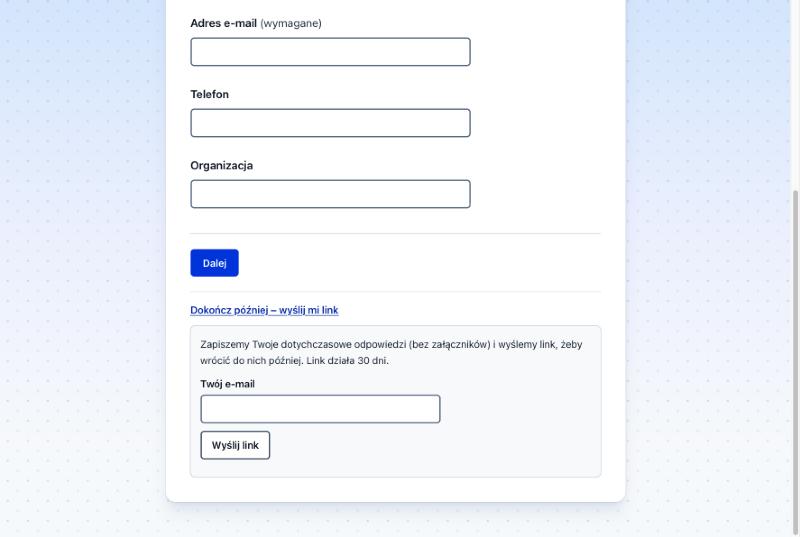 Adres e-mail (wymagane)
Telefon
Organizacja
Dalej
Dokończ później – wyślij mi link
Zapiszemy Twoje dotychczasowe odpowiedzi (bez załączników) i wyślemy link, żeby
wrócić do nich później. Link działa 30 dni.
Twój e-mail
Wyślij link